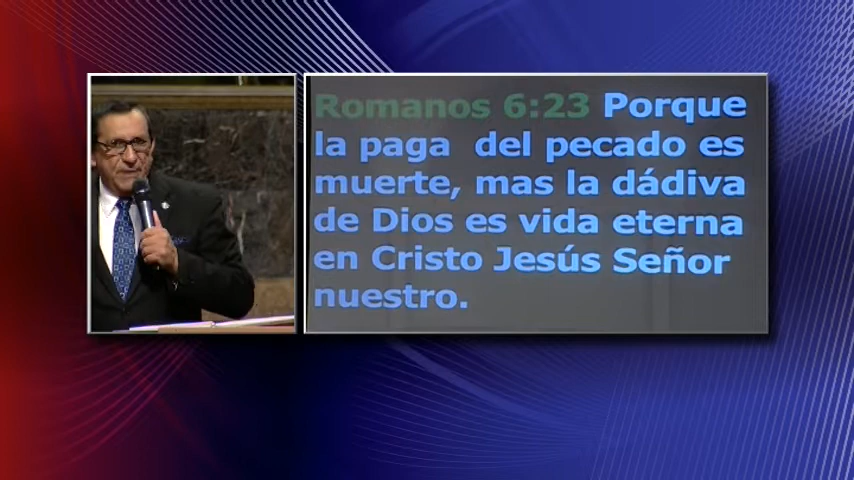 Romanos 6:23 Porque
la paga del pecado es
muerte, mas la dádiva
de Dios es vida eterna
en Cristo Jesús Señor
nuestro.